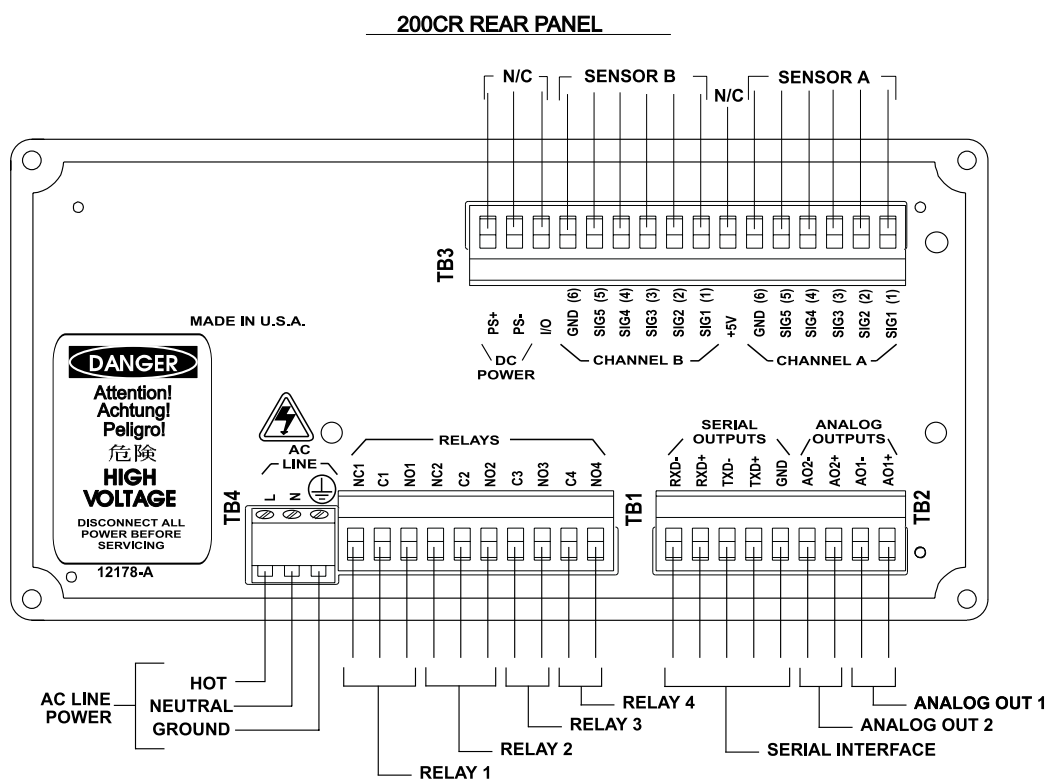 200CR REAR PANEL
N/C
SENSOR B
N/C
SENSOR A
TB3
PS+
PS-
I/O
GND (6)
SIG5 (5)
SIG4 (4)
SIG3 (3)
SIG2 (2)
SIG1 (1)
+5V
GND (6)
SIG5 (5)
SIG4 (4)
SIG3 (3)
SIG2 (2)
SIG1 (1)
DC
POWER
CHANNEL B
CHANNEL A
MADE IN U.S.A.
DANGER
Attention!
Achtung!
Peligro!
危険
HIGH
VOLTAGE
DISCONNECT ALL
POWER BEFORE
SERVICING
12178-A
AC
LINE
TB4
L
N
RELAYS
NC1
C1
NO1
NC2
C2
NO2
C3
NO3
C4
NO4
TB1
SERIAL
OUTPUTS
ANALOG
OUTPUTS
RXD-
RXD+
TXD-
TXD+
GND
AO2-
AO2+
AO1-
AO1+
TB2
AC LINE
POWER
HOT
NEUTRAL
GROUND
RELAY 1
RELAY 2
RELAY 3
RELAY 4
SERIAL INTERFACE
ANALOG OUT 2
ANALOG OUT 1